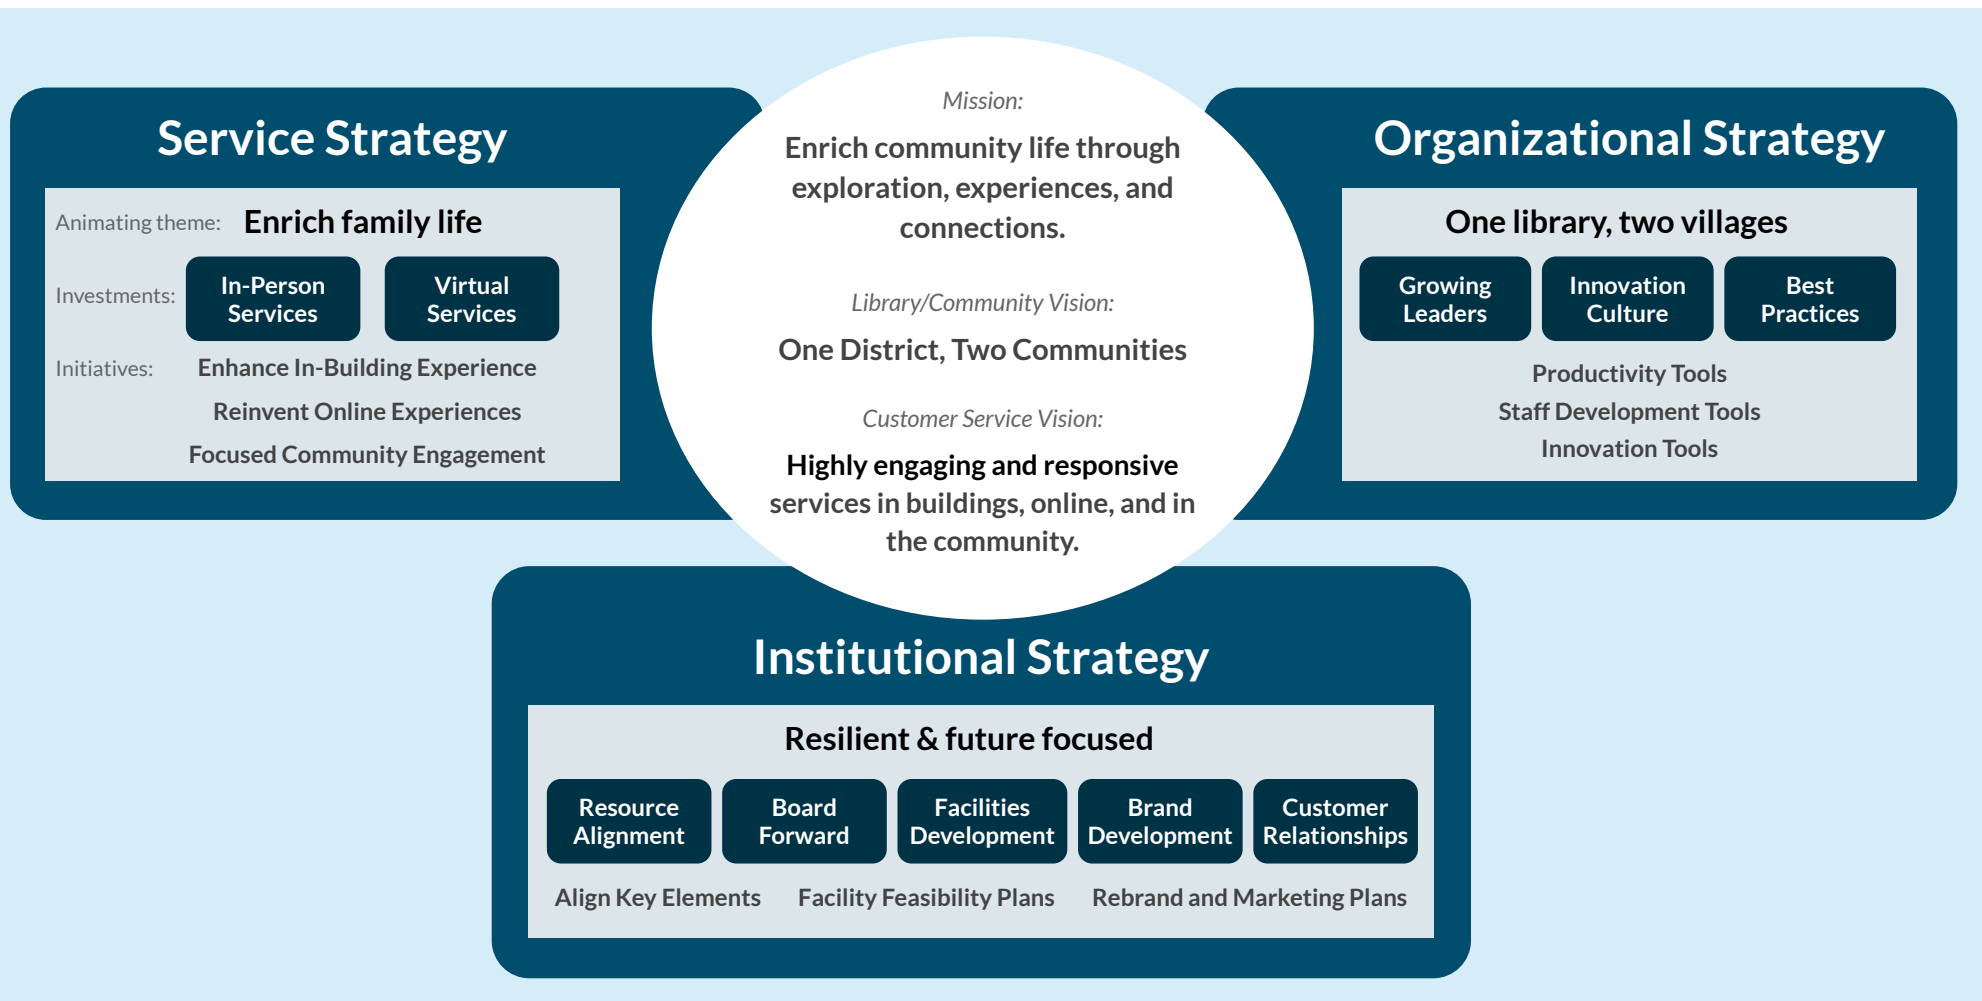 Service Strategy
Animating theme: Enrich family life
Investments:
In-Person
Services
Virtual
Services
Initiatives: Enhance In-Building Experience
Reinvent Online Experiences
Focused Community Engagement
Mission:
Enrich community life through
exploration, experiences, and
connections.
Library/Community Vision:
One District, Two Communities
Customer Service Vision:
Highly engaging and responsive
services in buildings, online, and in
the community.
Organizational Strategy
One library, two villages
Growing
Leaders
Innovation
Culture
Best
Practices
Productivity Tools
Staff Development Tools
Innovation Tools
Institutional Strategy
Resilient & future focused
Resource
Alignment
Board
Forward
Facilities
Development
Brand
Development
Customer
Relationships
Align Key Elements
Facility Feasibility Plans
Rebrand and Marketing Plans